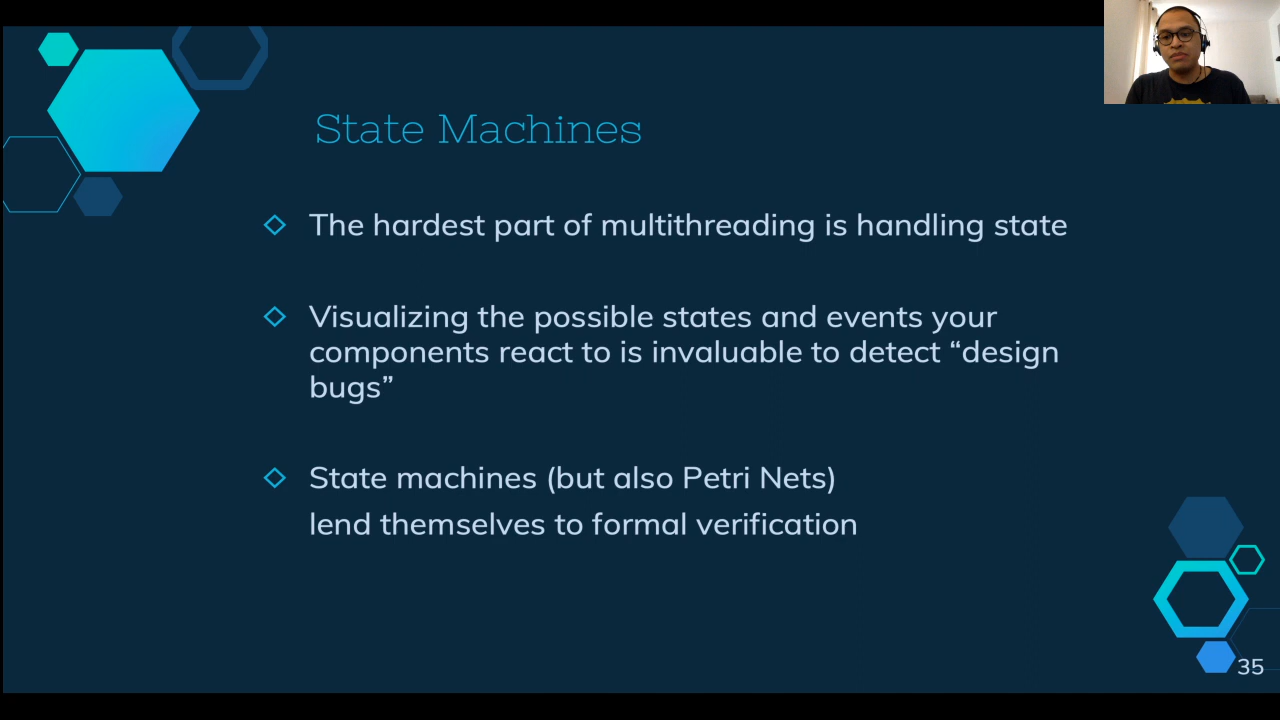 State Machines
The hardest part of multithreading is handling state
Visualizing the possible states and events your
components react to is invaluable to detect “design
bugs”
State machines (but also Petri Nets)
lend themselves to formal verification
35